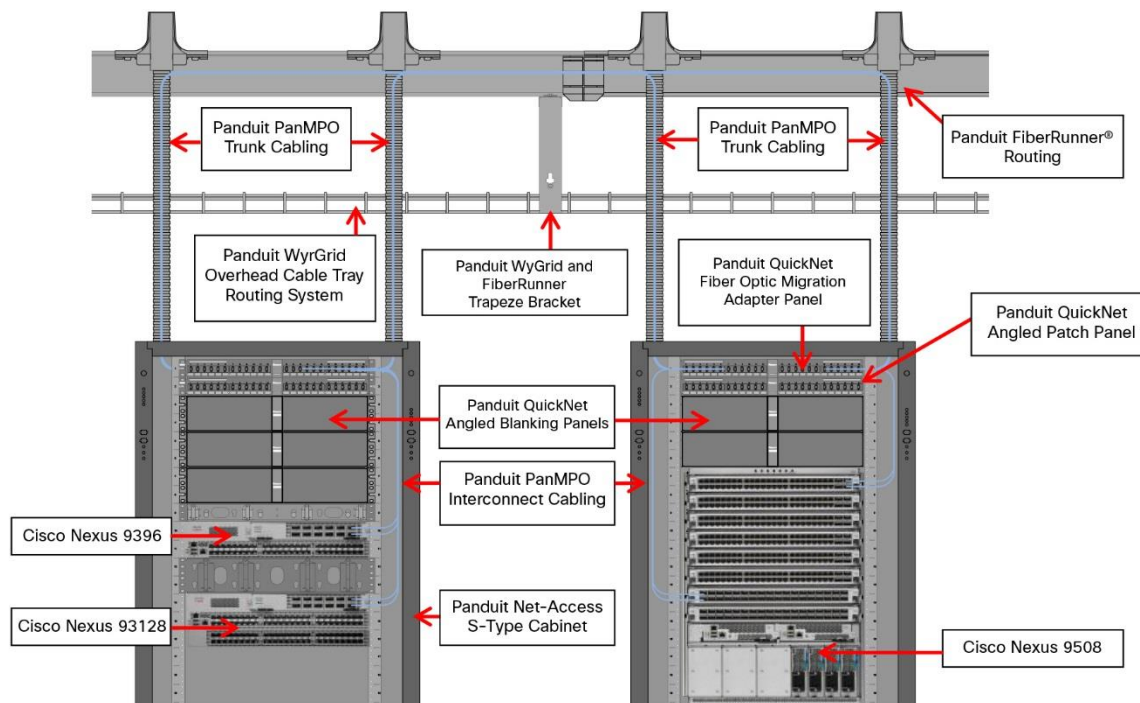 Panduit PanMPO
Trunk Cabling
Panduit PanMPO
Trunk Cabling
Panduit FiberRunner®
Routing
Panduit WyrGrid
Overhead Cable Tray
Routing System
Panduit WyGrid and
FiberRunner
Trapeze Bracket
Panduit QuickNet
Fiber Optic Migration
Adapter Panel
Panduit QuickNet
Angled Patch Panel
Panduit QuickNet
Angled Blanking Panels
Panduit PanMPO
Interconnect Cabling
Cisco Nexus 9396
Cisco Nexus 93128
Panduit Net-Access
S-Type Cabinet
Cisco Nexus 9508